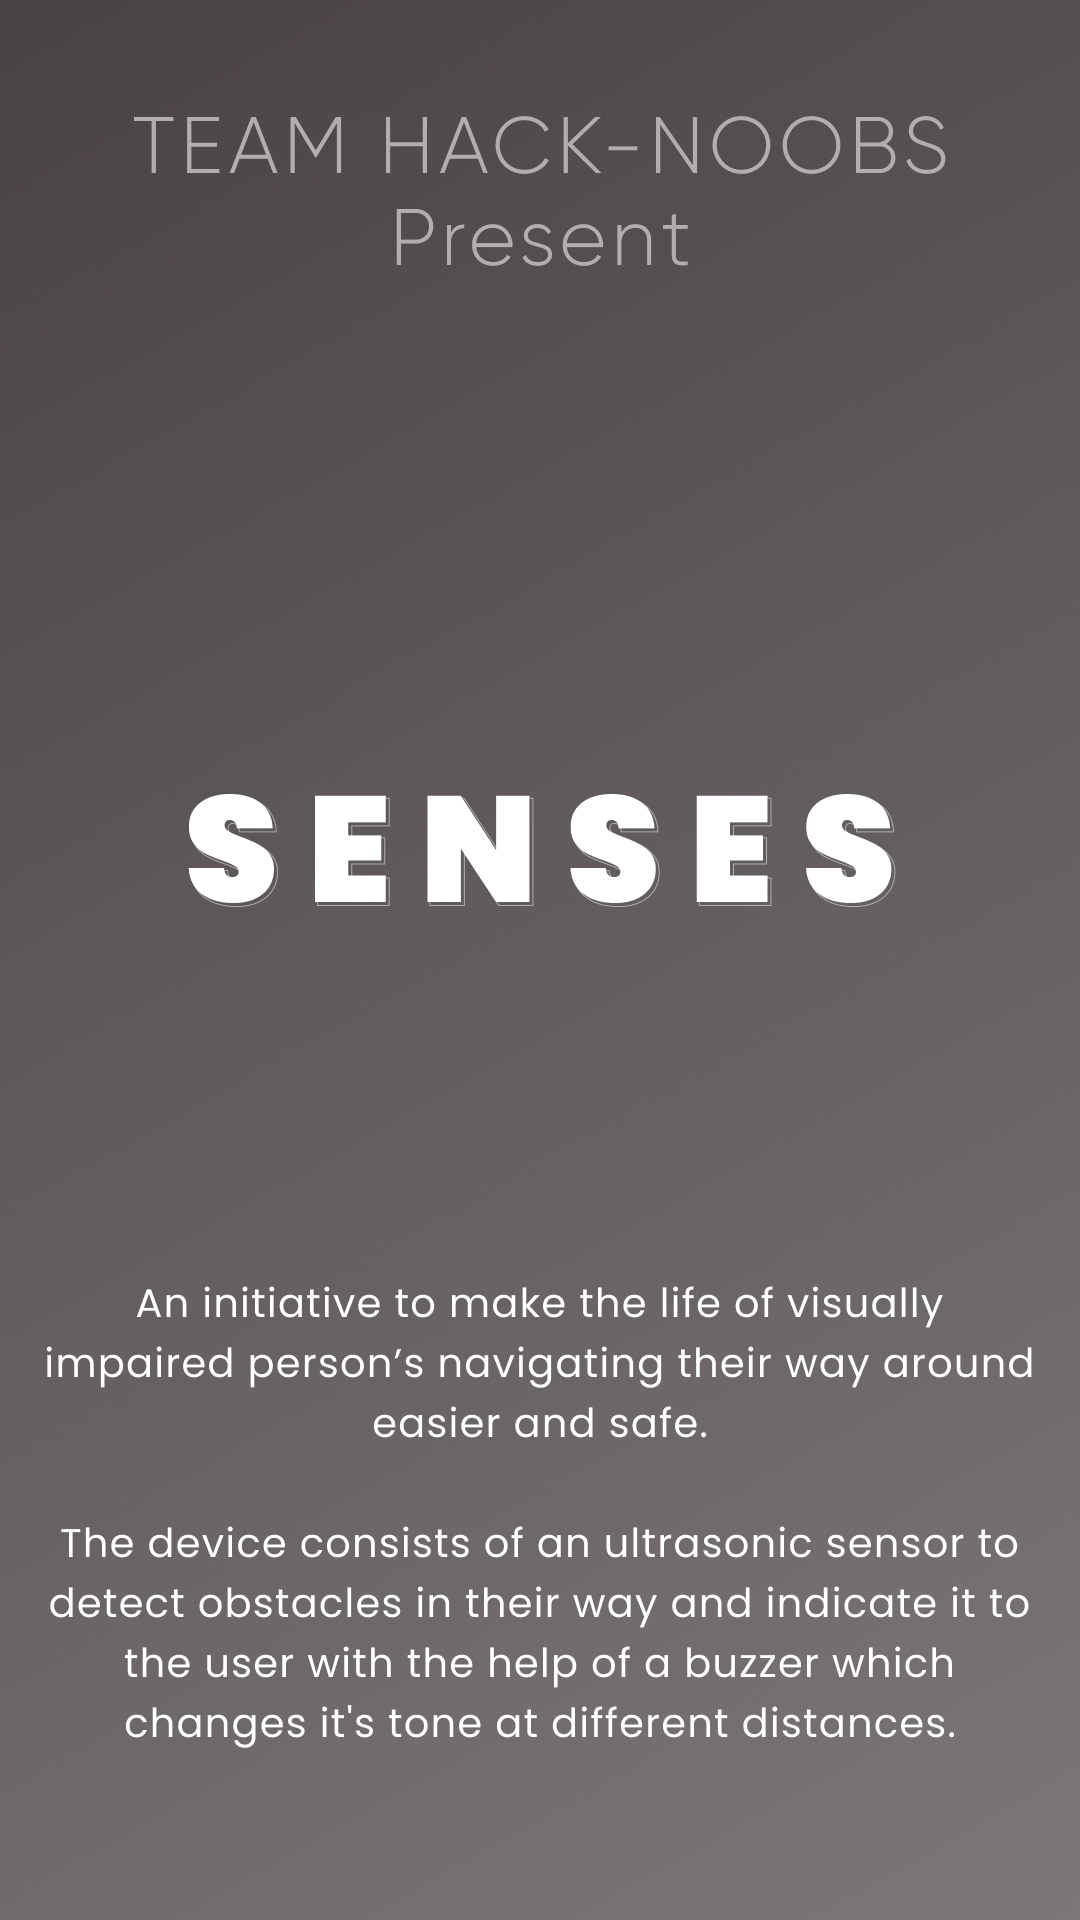 TEAM HACK-NOOBS
Present
SENSES
An initiative to make the life of visually
impaired person’s navigating their way around
easier and safe.
The device consists of an ultrasonic sensor to
detect obstacles in their way and indicate it to
the user with the help of a buzzer which
changes it's tone at different distances.